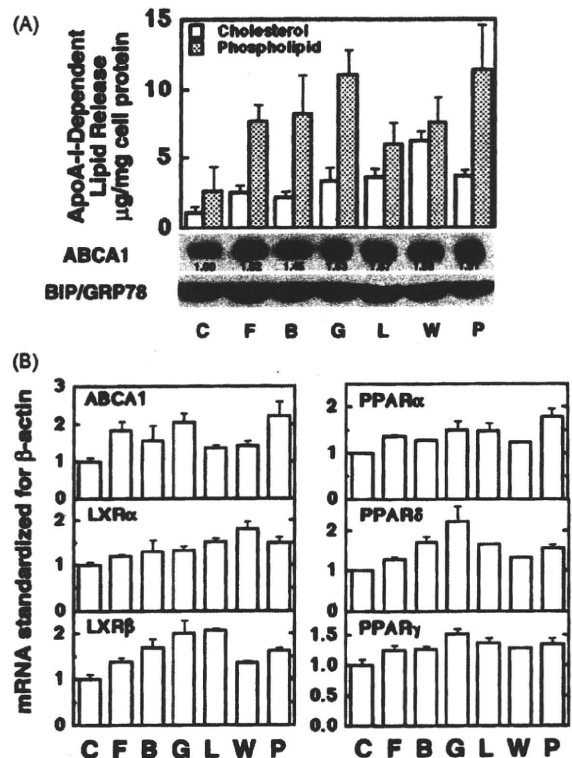 (A)
15
10
5
0
ApoA-I-Dependent
Lipid Release
µg/mg cell protein
Cholesterol
Phospholipid
ABCA1
1.00
BIP/GRP78
C F B G L W P
(B)
mRNA standardized for β-actin
3
2
1
0
ABCA1
2
1
0
LXRα
2
1
0
LXRβ
C F B G L W P
2
1
0
PPARα
2
1
0
PPARδ
1.5
1.0
0.5
0.0
PPARγ
C F B G L W P